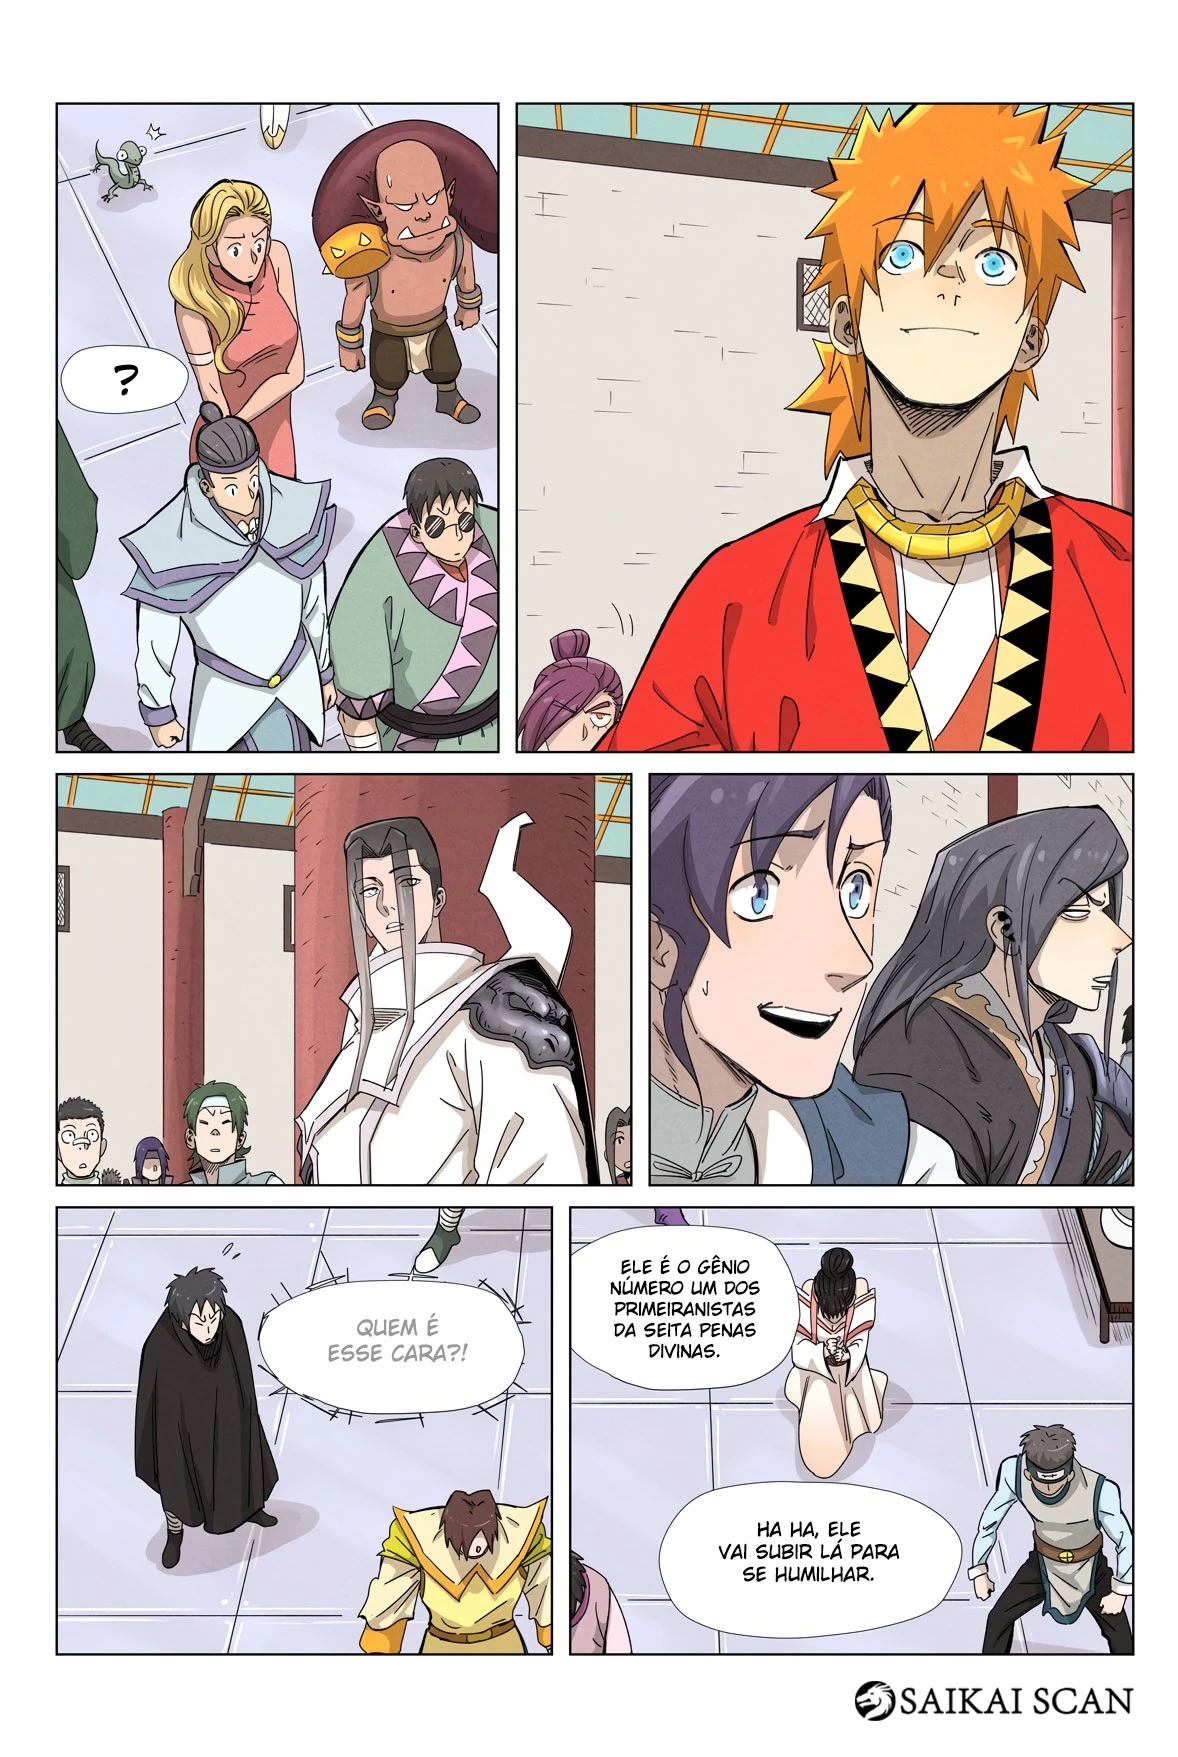 ?
QUEM É
ESSE CARA?!
ELE É O GÊNIO
NÚMERO UM DOS
PRIMEIRANISTAS
DA SEITA PENAS
DIVINAS.
HA HA, ELE
VAI SUBIR LÁ PARA
SE HUMILHAR.
SAIKAI SCAN